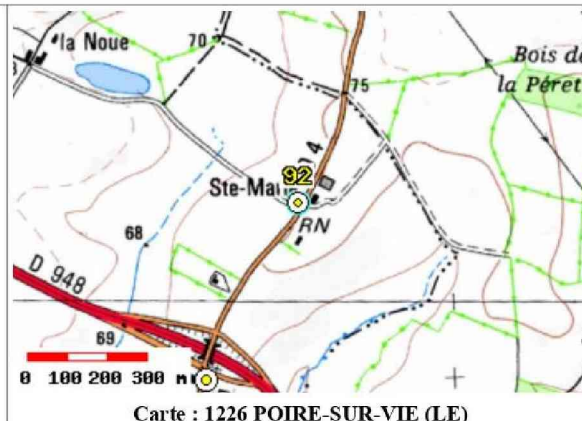 la Noue
70
Bois de
la Péret
75
92
Ste-Marie
D 4
RN
68
D 948
69
0 100 200 300 m
Carte : 1226 POIRE-SUR-VIE (LE)